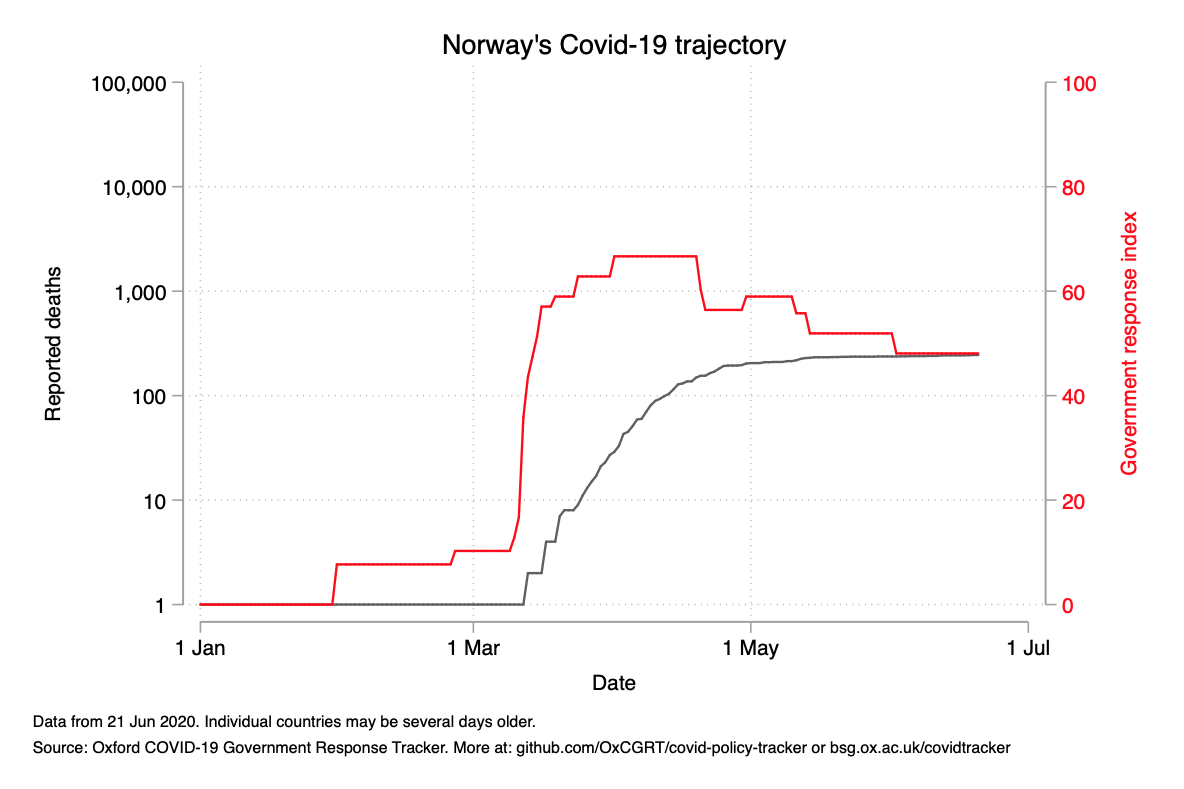 Norway's Covid-19 trajectory
100,000
10,000
1,000
100
10
1
Reported deaths
100
80
60
40
20
0
Government response index
1 Jan
1 Mar
1 May
1 Jul
Date
Data from 21 Jun 2020. Individual countries may be several days older.
Source: Oxford COVID-19 Government Response Tracker. More at: github.com/OxCGRT/covid-policy-tracker or bsg.ox.ac.uk/covidtracker